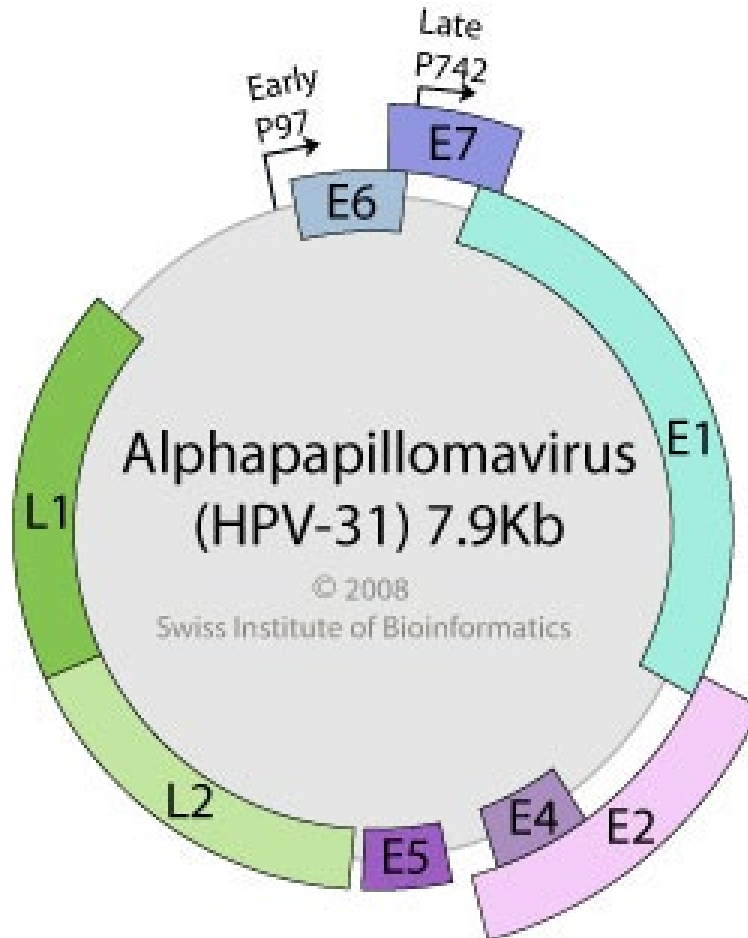 Late
P742
Early
P97
E7
E6
E1
Alphapapillomavirus
(HPV-31) 7.9Kb
© 2008
Swiss Institute of Bioinformatics
L1
L2
E4
E2
E5